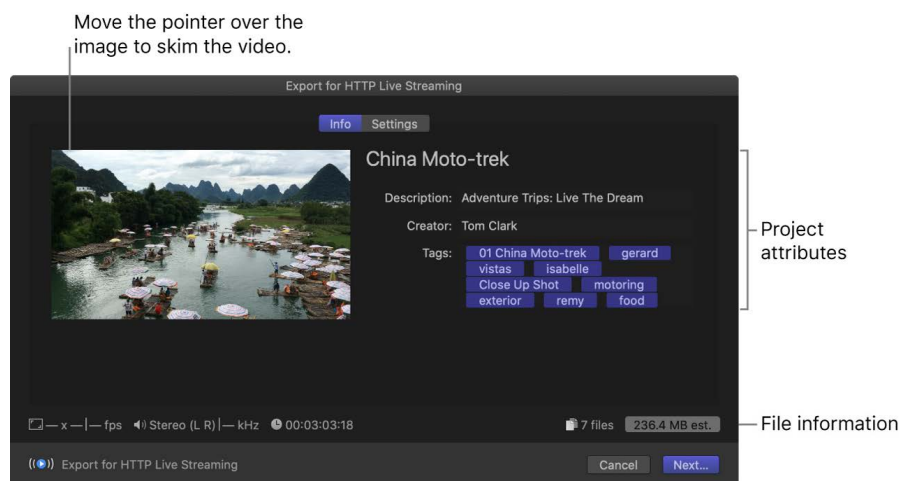 Move the pointer over the
image to skim the video.
Export for HTTP Live Streaming
Info Settings
China Moto-trek
Description: Adventure Trips: Live The Dream
Creator: Tom Clark
Tags: 01 China Moto-trek gerard
vistas isabelle
Close Up Shot motoring
exterior remy food
Project
attributes
— x — | — fps Stereo (L R) | — kHz 00:03:03:18 7 files 236.4 MB est.
File information
Export for HTTP Live Streaming Cancel Next...